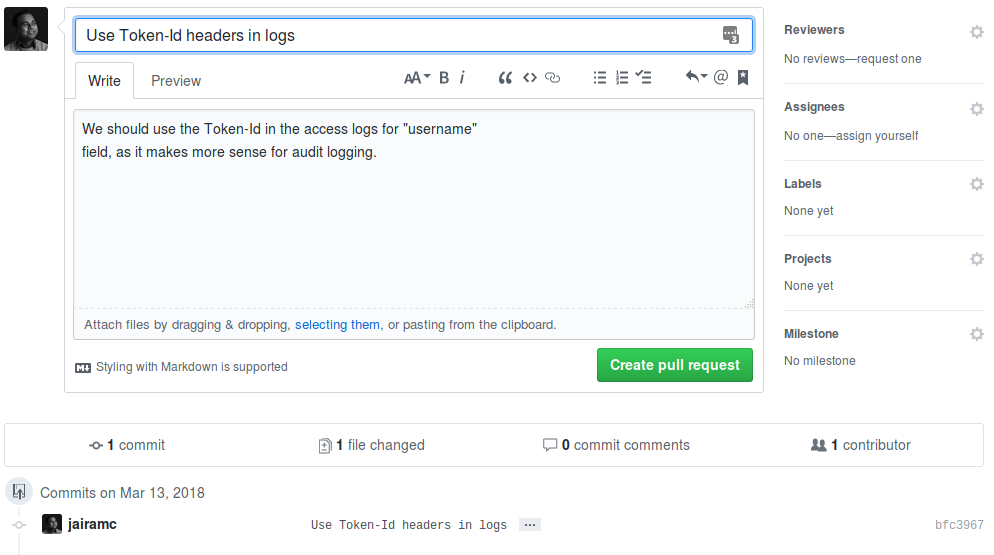 Use Token-Id headers in logs
3
Write
Preview
AA B i
We should use the Token-Id in the access logs for "username"
field, as it makes more sense for audit logging.
Attach files by dragging & dropping, selecting them, or pasting from the clipboard.
Styling with Markdown is supported
Create pull request
Reviewers
No reviews—request one
Assignees
No one—assign yourself
Labels
None yet
Projects
None yet
Milestone
No milestone
1 commit
1 file changed
0 commit comments
1 contributor
Commits on Mar 13, 2018
jairamc
Use Token-Id headers in logs ...
bfc3967